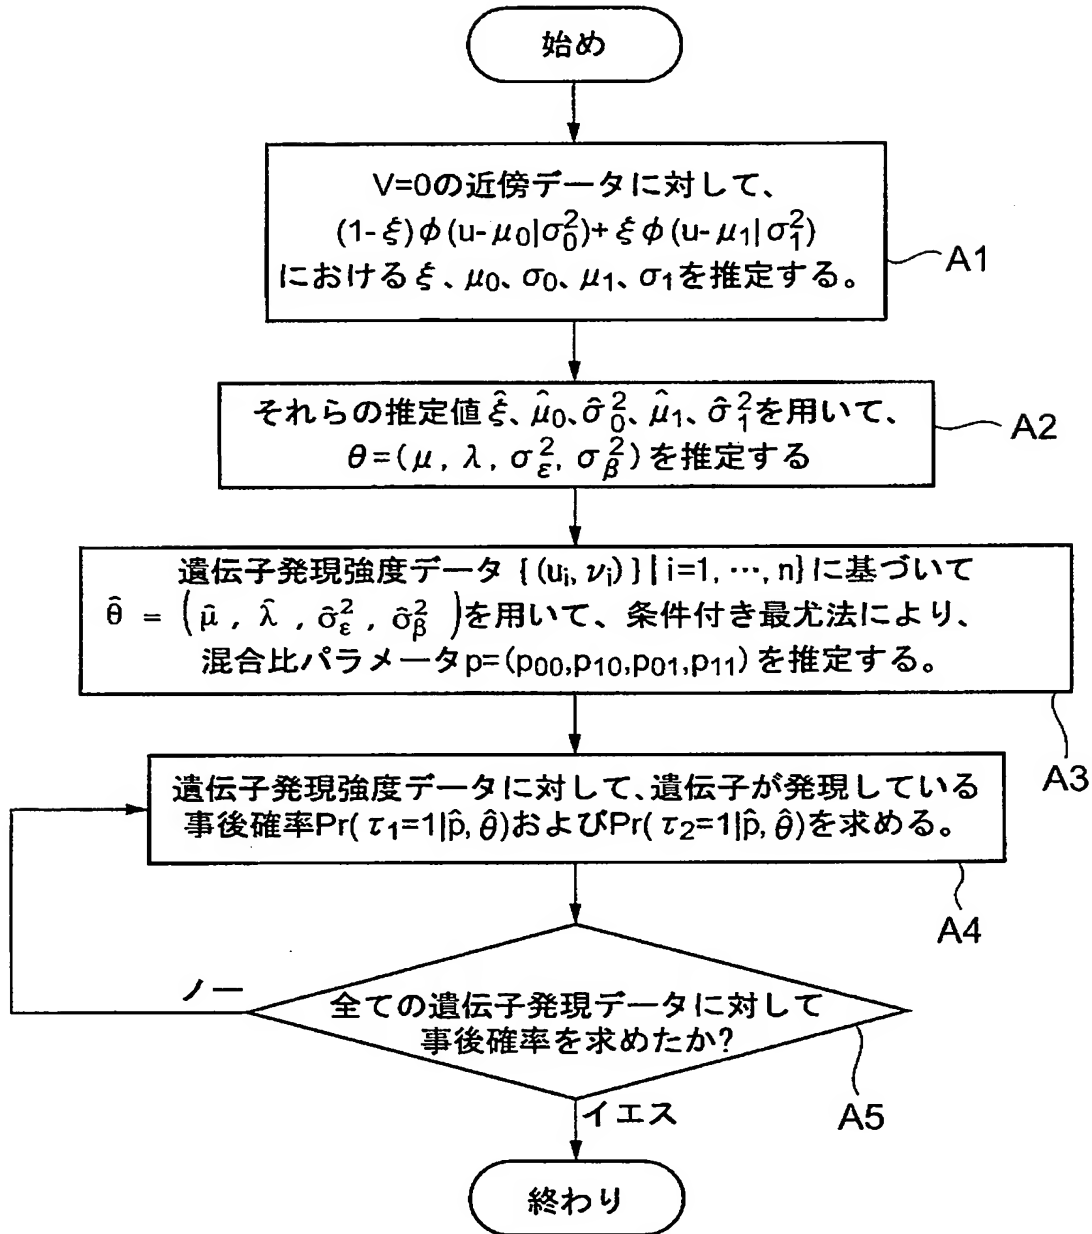 始め
V=0の近傍データに対して、
(1-ξ)φ(u-μ₀|σ₀²)+ξφ(u-μ₁|σ₁²)
におけるξ、μ₀、σ₀、μ₁、σ₁を推定する。
A1
それらの推定値ξ̂、μ̂₀、σ̂₀²、μ̂₁、σ̂₁²を用いて、
θ=(μ, λ, σε², σβ²)を推定する
A2
遺伝子発現強度データ{(uᵢ, νᵢ)}|i=1, …, n}に基づいて
θ̂ = (μ̂, λ̂, σ̂ε², σ̂β²)を用いて、条件付き最尤法により、
混合比パラメータp=(p₀₀,p₁₀,p₀₁,p₁₁)を推定する。
A3
遺伝子発現強度データに対して、遺伝子が発現している
事後確率Pr(τ₁=1|p̂, θ̂)およびPr(τ₂=1|p̂, θ̂)を求める。
A4
ノー
全ての遺伝子発現データに対して
事後確率を求めたか?
A5
イエス
終わり